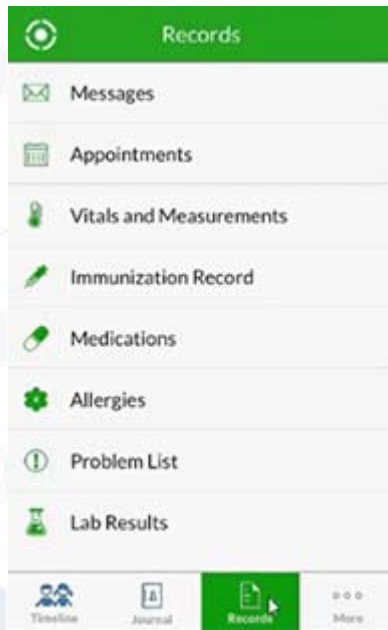 Records
Messages
Appointments
Vitals and Measurements
Immunization Record
Medications
Allergies
Problem List
Lab Results
Timeline
Journal
Records
More